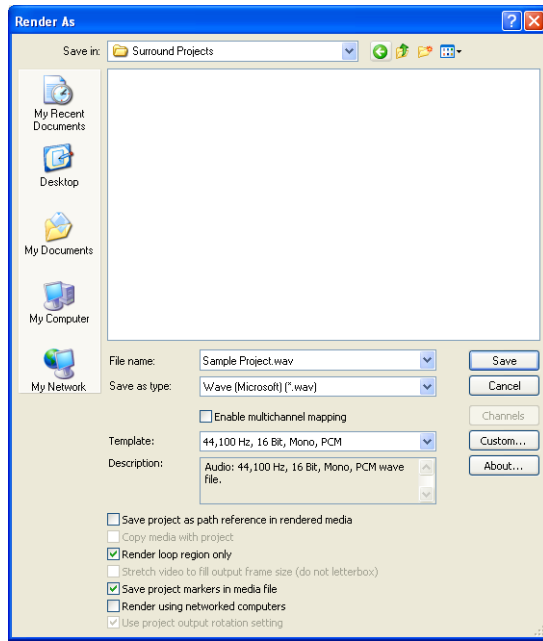 Render As
Save in: Surround Projects
My Recent
Documents
Desktop
My Documents
My Computer
My Network
File name: Sample Project.wav Save
Save as type: Wave (Microsoft) (*.wav) Cancel
Enable multichannel mapping Channels
Template: 44,100 Hz, 16 Bit, Mono, PCM Custom...
Description: Audio: 44,100 Hz, 16 Bit, Mono, PCM wave About...
file.
Save project as path reference in rendered media
Copy media with project
Render loop region only
Stretch video to fill output frame size (do not letterbox)
Save project markers in media file
Render using networked computers
Use project output rotation setting